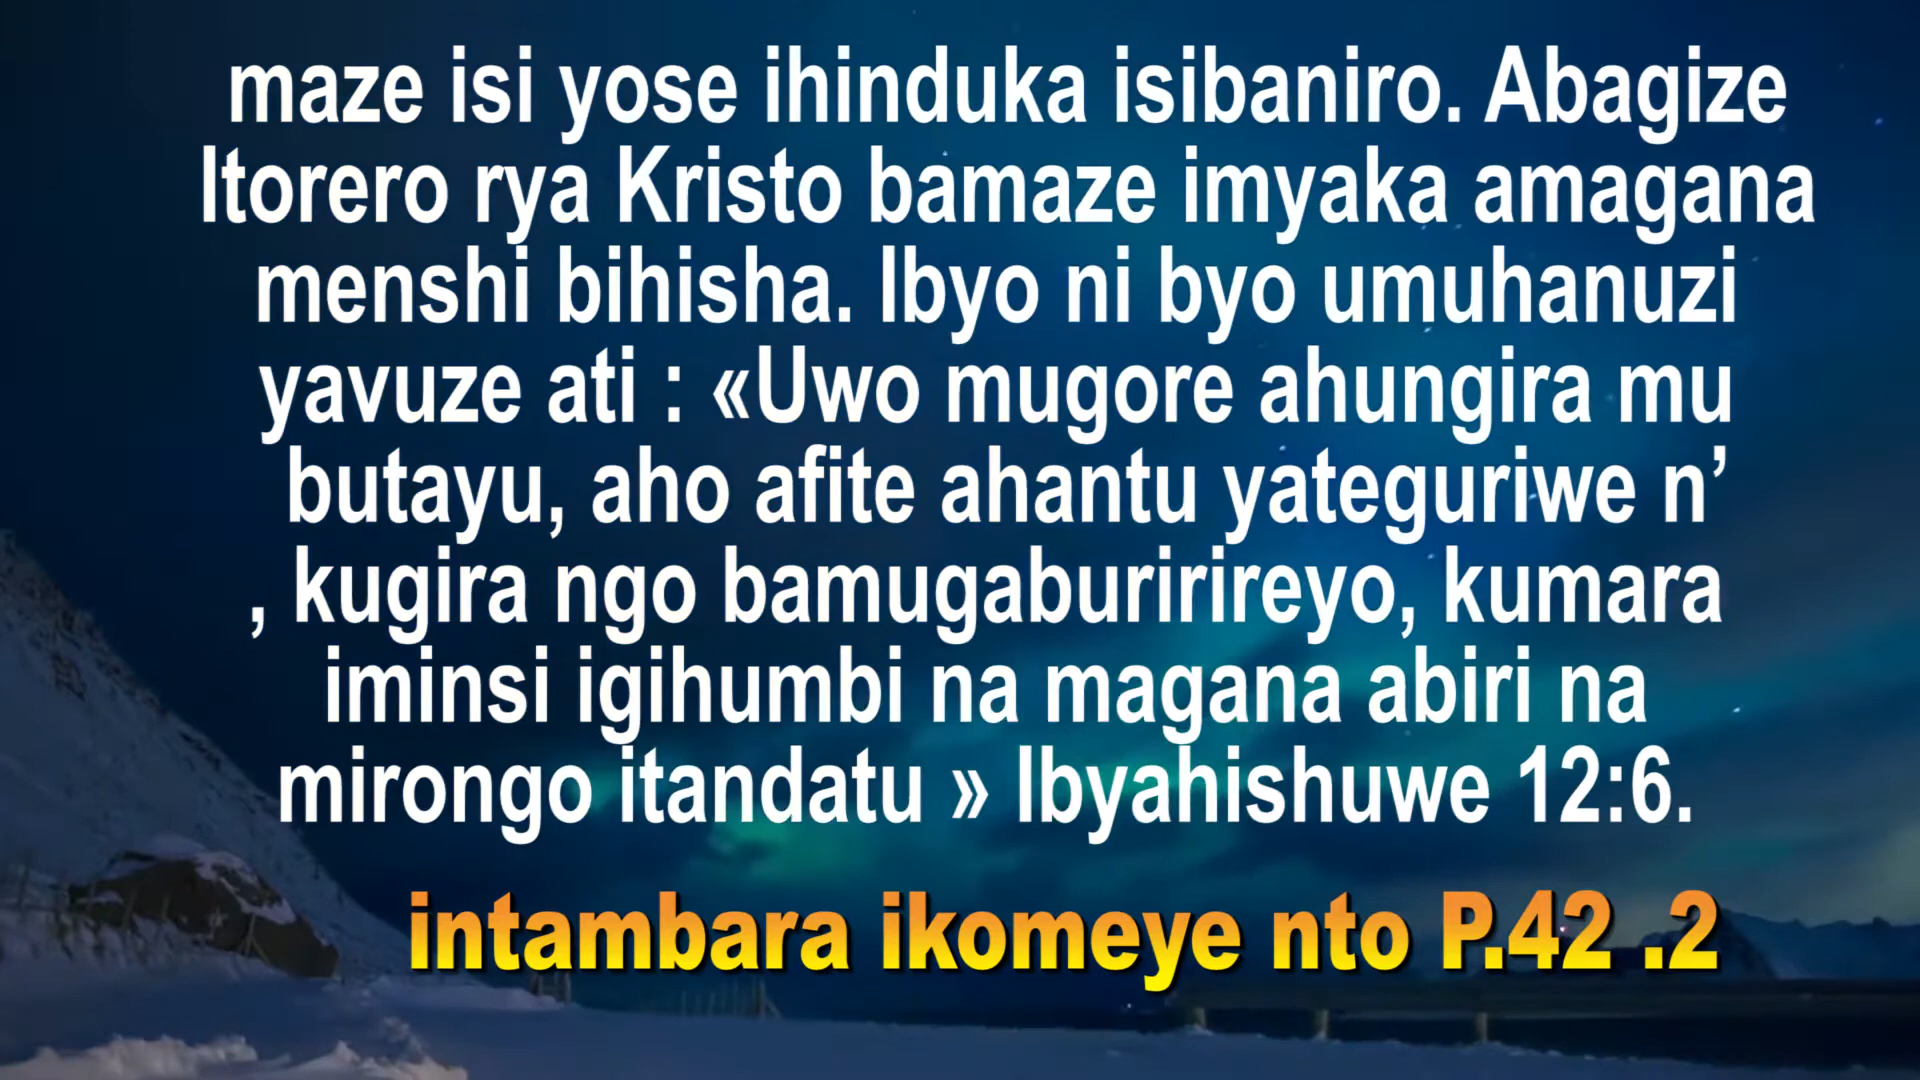 maze isi yose ihinduka isibaniro. Abagize
Itorero rya Kristo bamaze imyaka amagana
menshi bihisha. Ibyo ni byo umuhanuzi
yavuze ati : «Uwo mugore ahungira mu
butayu, aho afite ahantu yateguriwe n’
, kugira ngo bamugaburirireyo, kumara
iminsi igihumbi na magana abiri na
mirongo itandatu » Ibyahishuwe 12:6.
intambara ikomeye nto P.42 .2